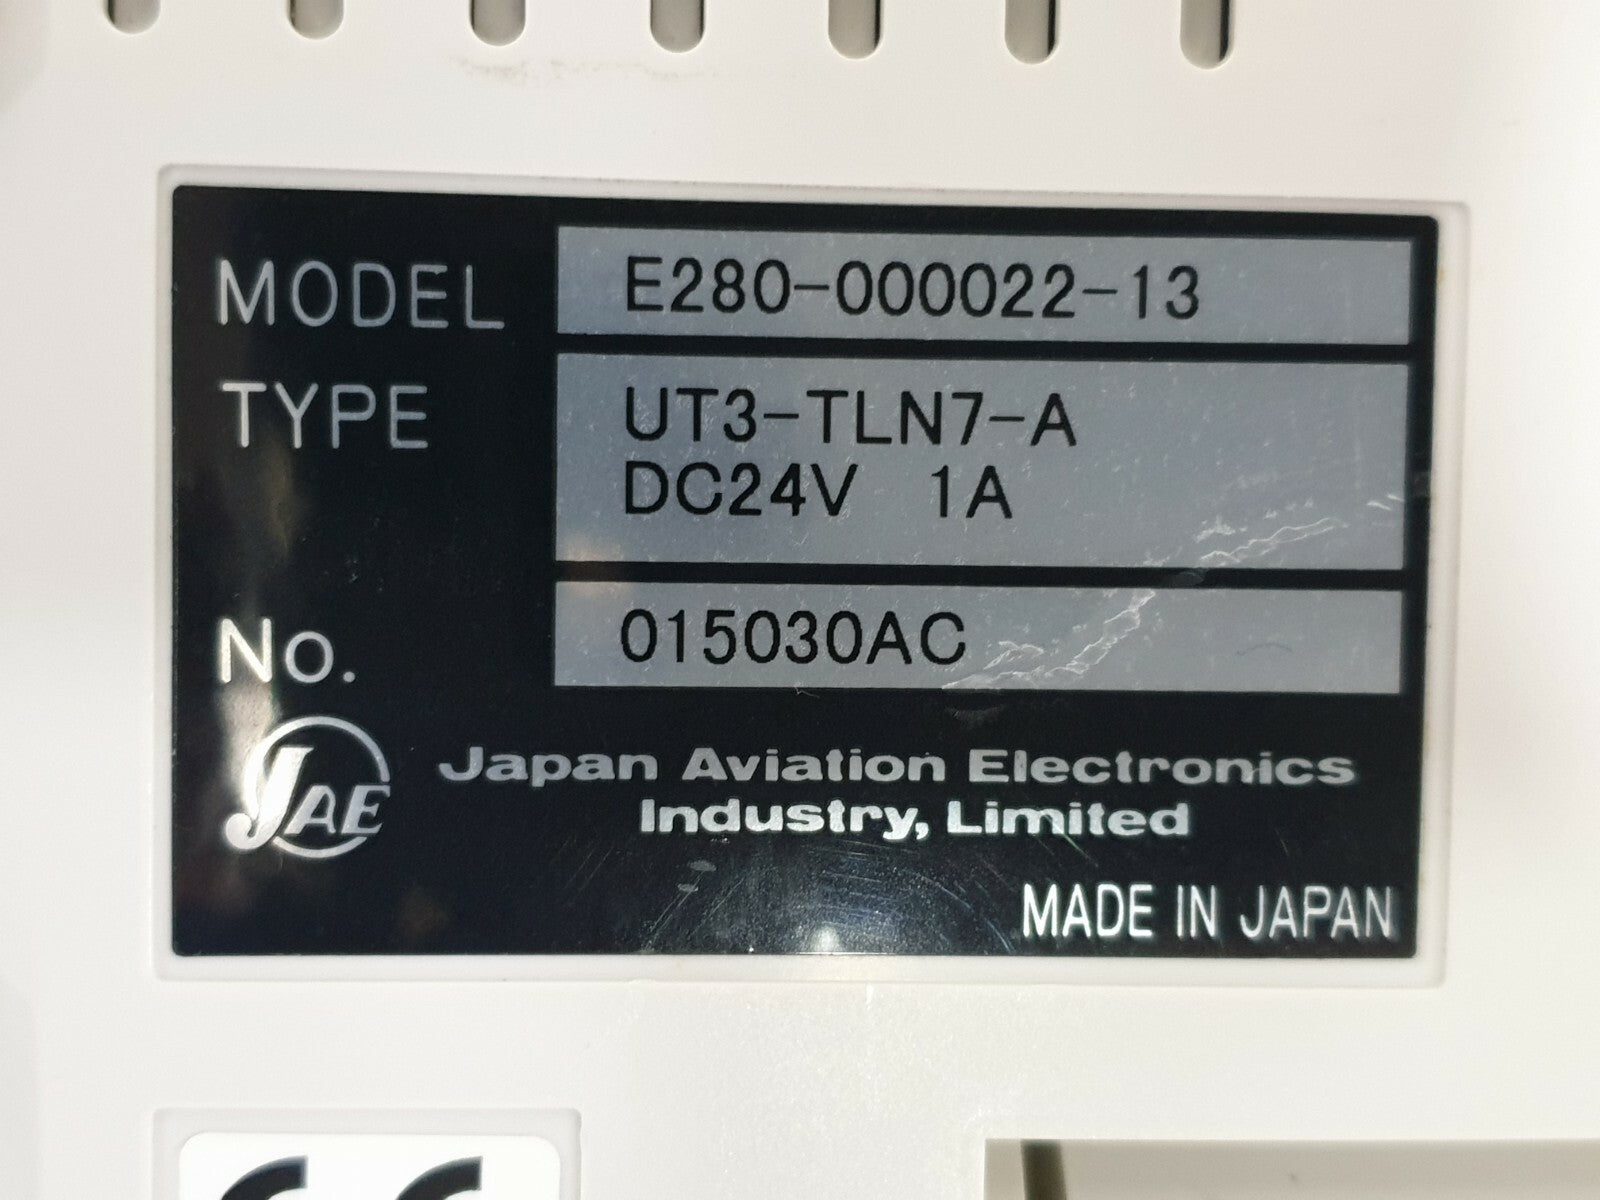 MODEL E280-000022-13
TYPE UT3-TLN7-A
DC24V 1A
No. 015030AC
JAE Japan Aviation Electronics
Industry, Limited
MADE IN JAPAN
CE